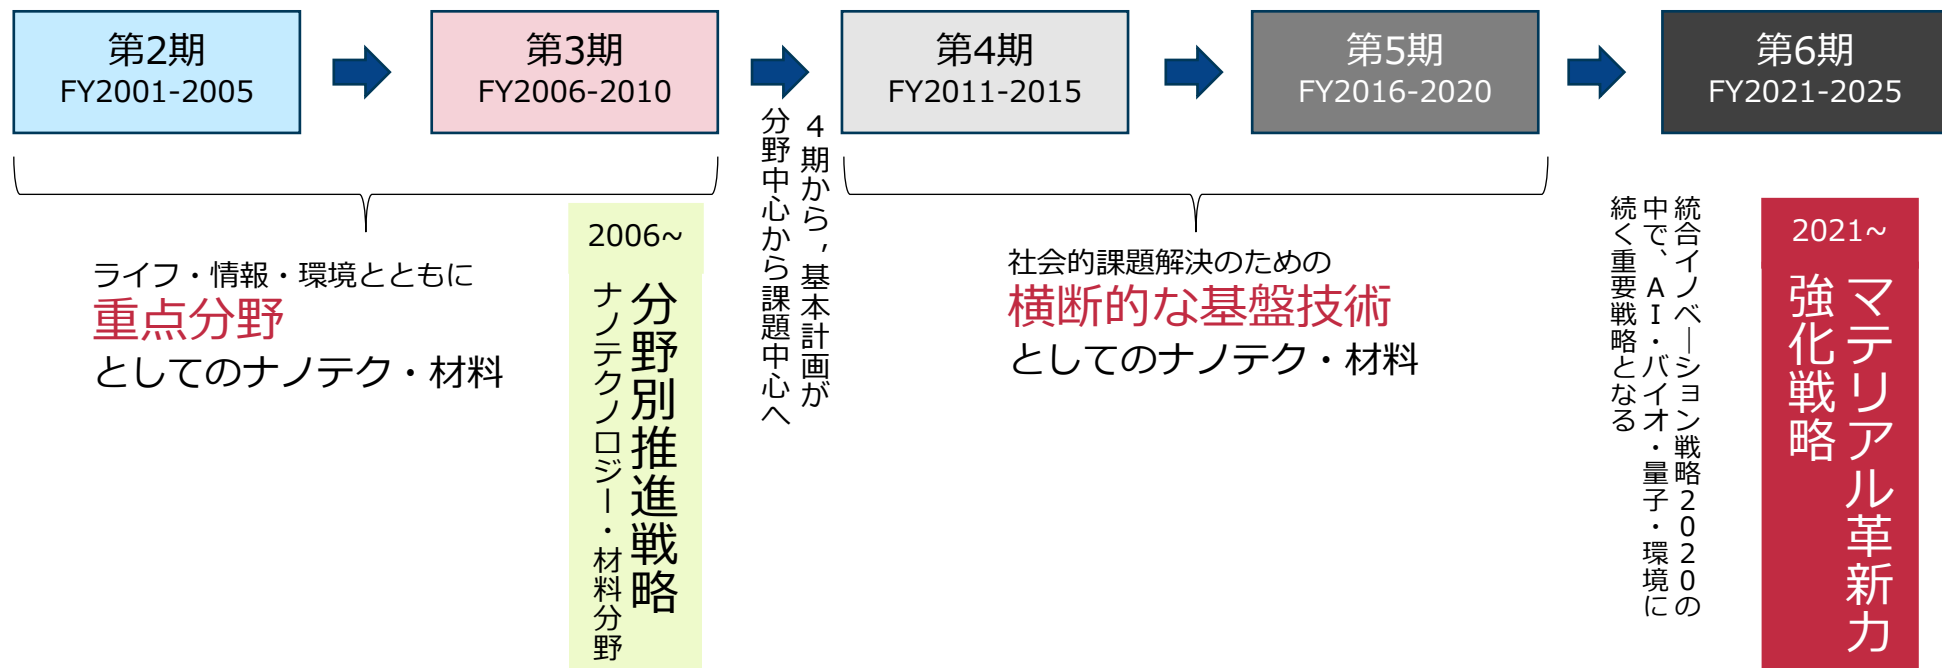 第2期
FY2001-2005
第3期
FY2006-2010
第4期
FY2011-2015
第5期
FY2016-2020
第6期
FY2021-2025
ライフ・情報・環境とともに
重点分野
としてのナノテク・材料
2006~
分野別推進戦略
ナノテクノロジー・材料分野
4期から,基本計画が
分野中心から課題中心へ
社会的課題解決のための
横断的な基盤技術
としてのナノテク・材料
統合イノベーション戦略2020の
中で、AI・バイオ・量子・環境に
続く重要戦略となる
2021~
マテリアル革新力
強化戦略